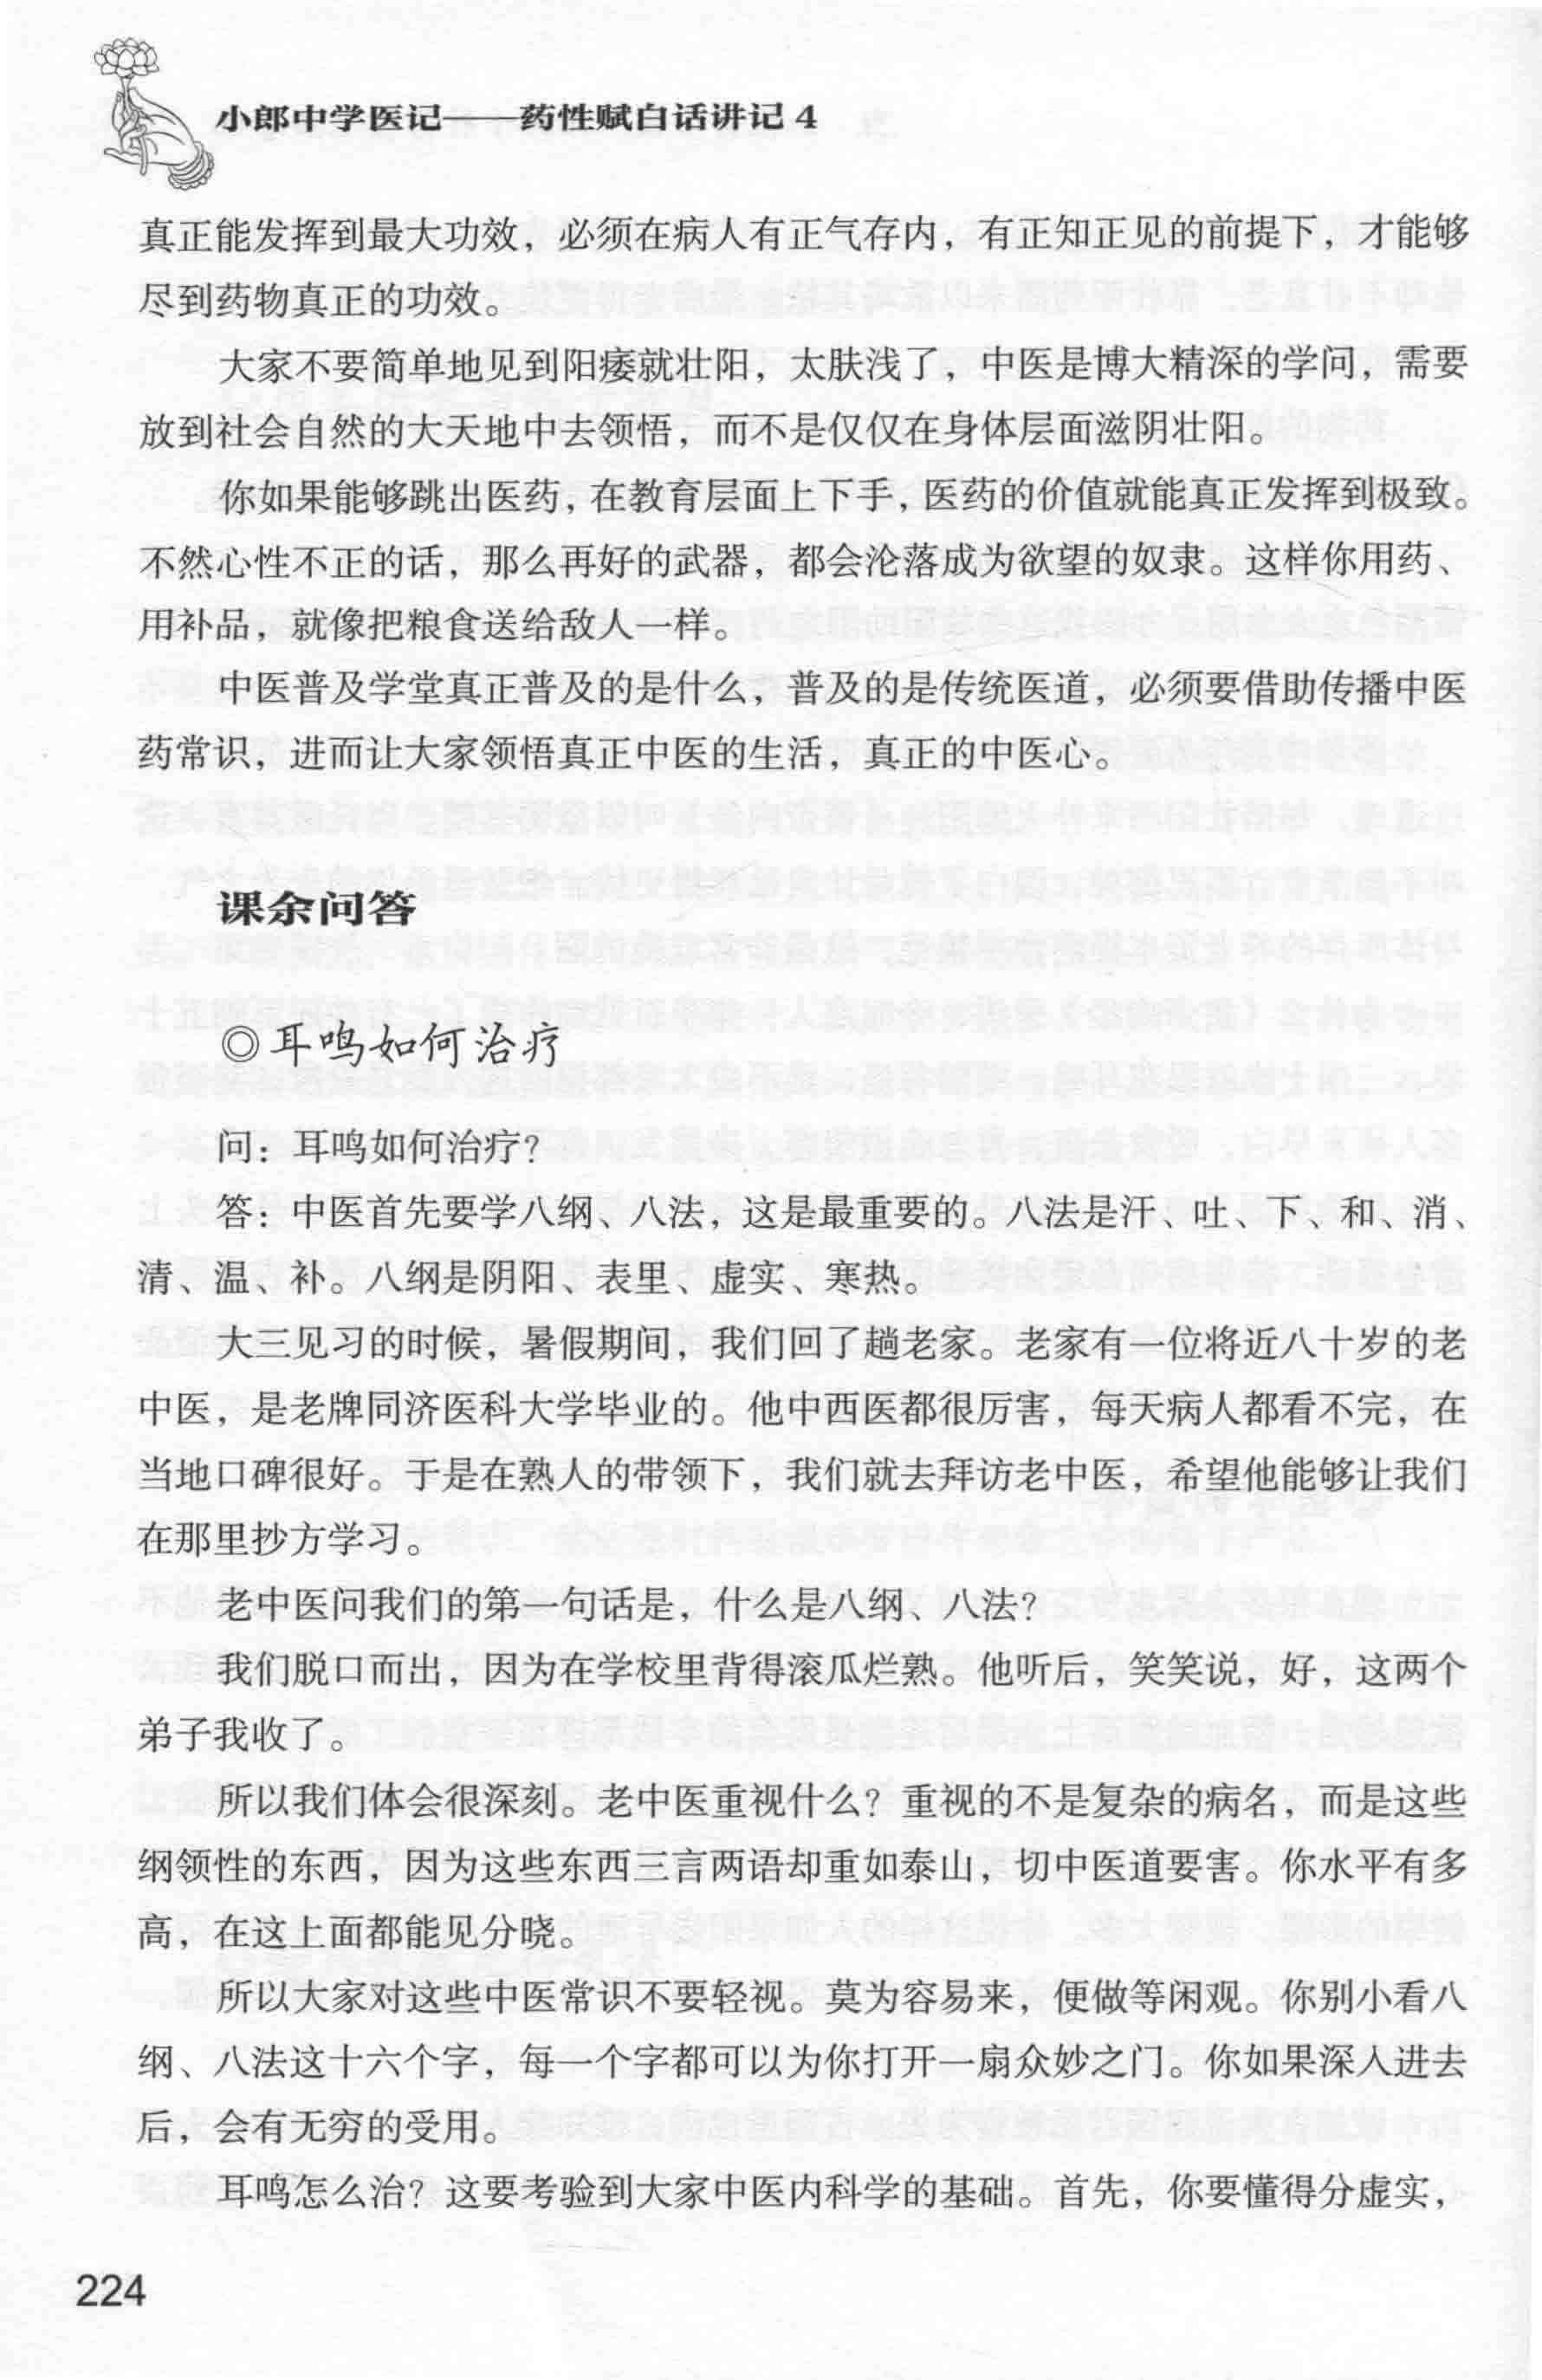 小郎中学医记——药性赋白话讲记4
真正能发挥到最大功效，必须在病人有正气存内，有正知正见的前提下，才能够
尽到药物真正的功效。
大家不要简单地见到阳痿就壮阳，太肤浅了，中医是博大精深的学问，需要
放到社会自然的大天地中去领悟，而不是仅仅在身体层面滋阴壮阳。
你如果能够跳出医药，在教育层面上下手，医药的价值就能真正发挥到极致。
不然心性不正的话，那么再好的武器，都会沦落成为欲望的奴隶。这样你用药、
用补品，就像把粮食送给敌人一样。
中医普及学堂真正普及的是什么，普及的是传统医道，必须要借助传播中医
药常识，进而让大家领悟真正中医的生活，真正的中医心。
课余问答
◎耳鸣如何治疗
问：耳鸣如何治疗？
答：中医首先要学八纲、八法，这是最重要的。八法是汗、吐、下、和、消、
清、温、补。八纲是阴阳、表里、虚实、寒热。
大三见习的时候，暑假期间，我们回了趟老家。老家有一位将近八十岁的老
中医，是老牌同济医科大学毕业的。他中西医都很厉害，每天病人都看不完，在
当地口碑很好。于是在熟人的带领下，我们就去拜访老中医，希望他能够让我们
在那里抄方学习。
老中医问我们的第一句话是，什么是八纲、八法？
我们脱口而出，因为在学校里背得滚瓜烂熟。他听后，笑笑说，好，这两个
弟子我收了。
所以我们体会很深刻。老中医重视什么？重视的不是复杂的病名，而是这些
纲领性的东西，因为这些东西三言两语却重如泰山，切中医道要害。你水平有多
高，在这上面都能见分晓。
所以大家对这些中医常识不要轻视。莫为容易来，便做等闲观。你别小看八
纲、八法这十六个字，每一个字都可以为你打开一扇众妙之门。你如果深入进去
后，会有无穷的受用。
耳鸣怎么治？这要考验到大家中医内科学的基础。首先，你要懂得分虚实，
224